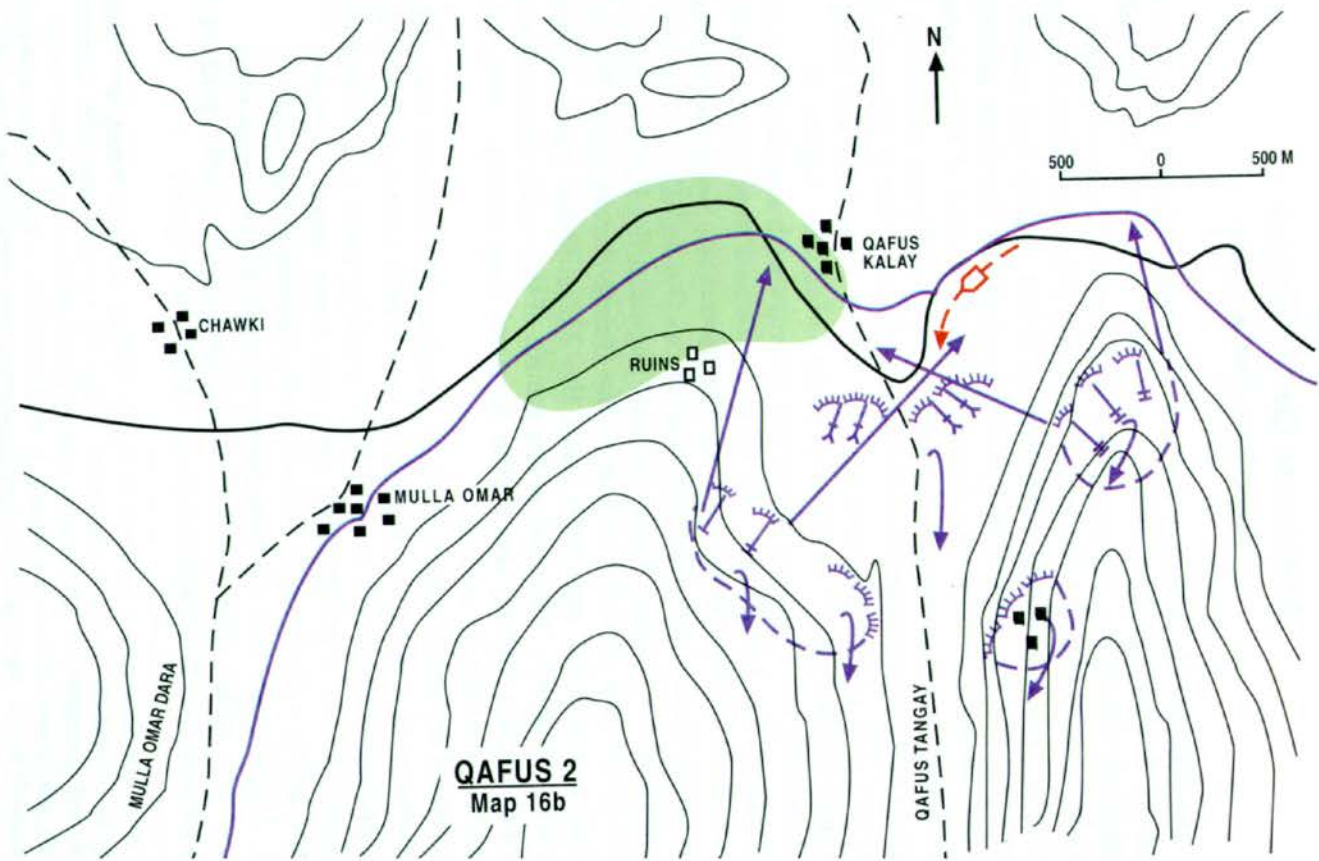 N
500 0 500 M
QAFUS
KALAY
CHAWKI
RUINS
MULLA OMAR
MULLA OMAR DARA
QAFUS TANGAY
QAFUS 2
Map 16b